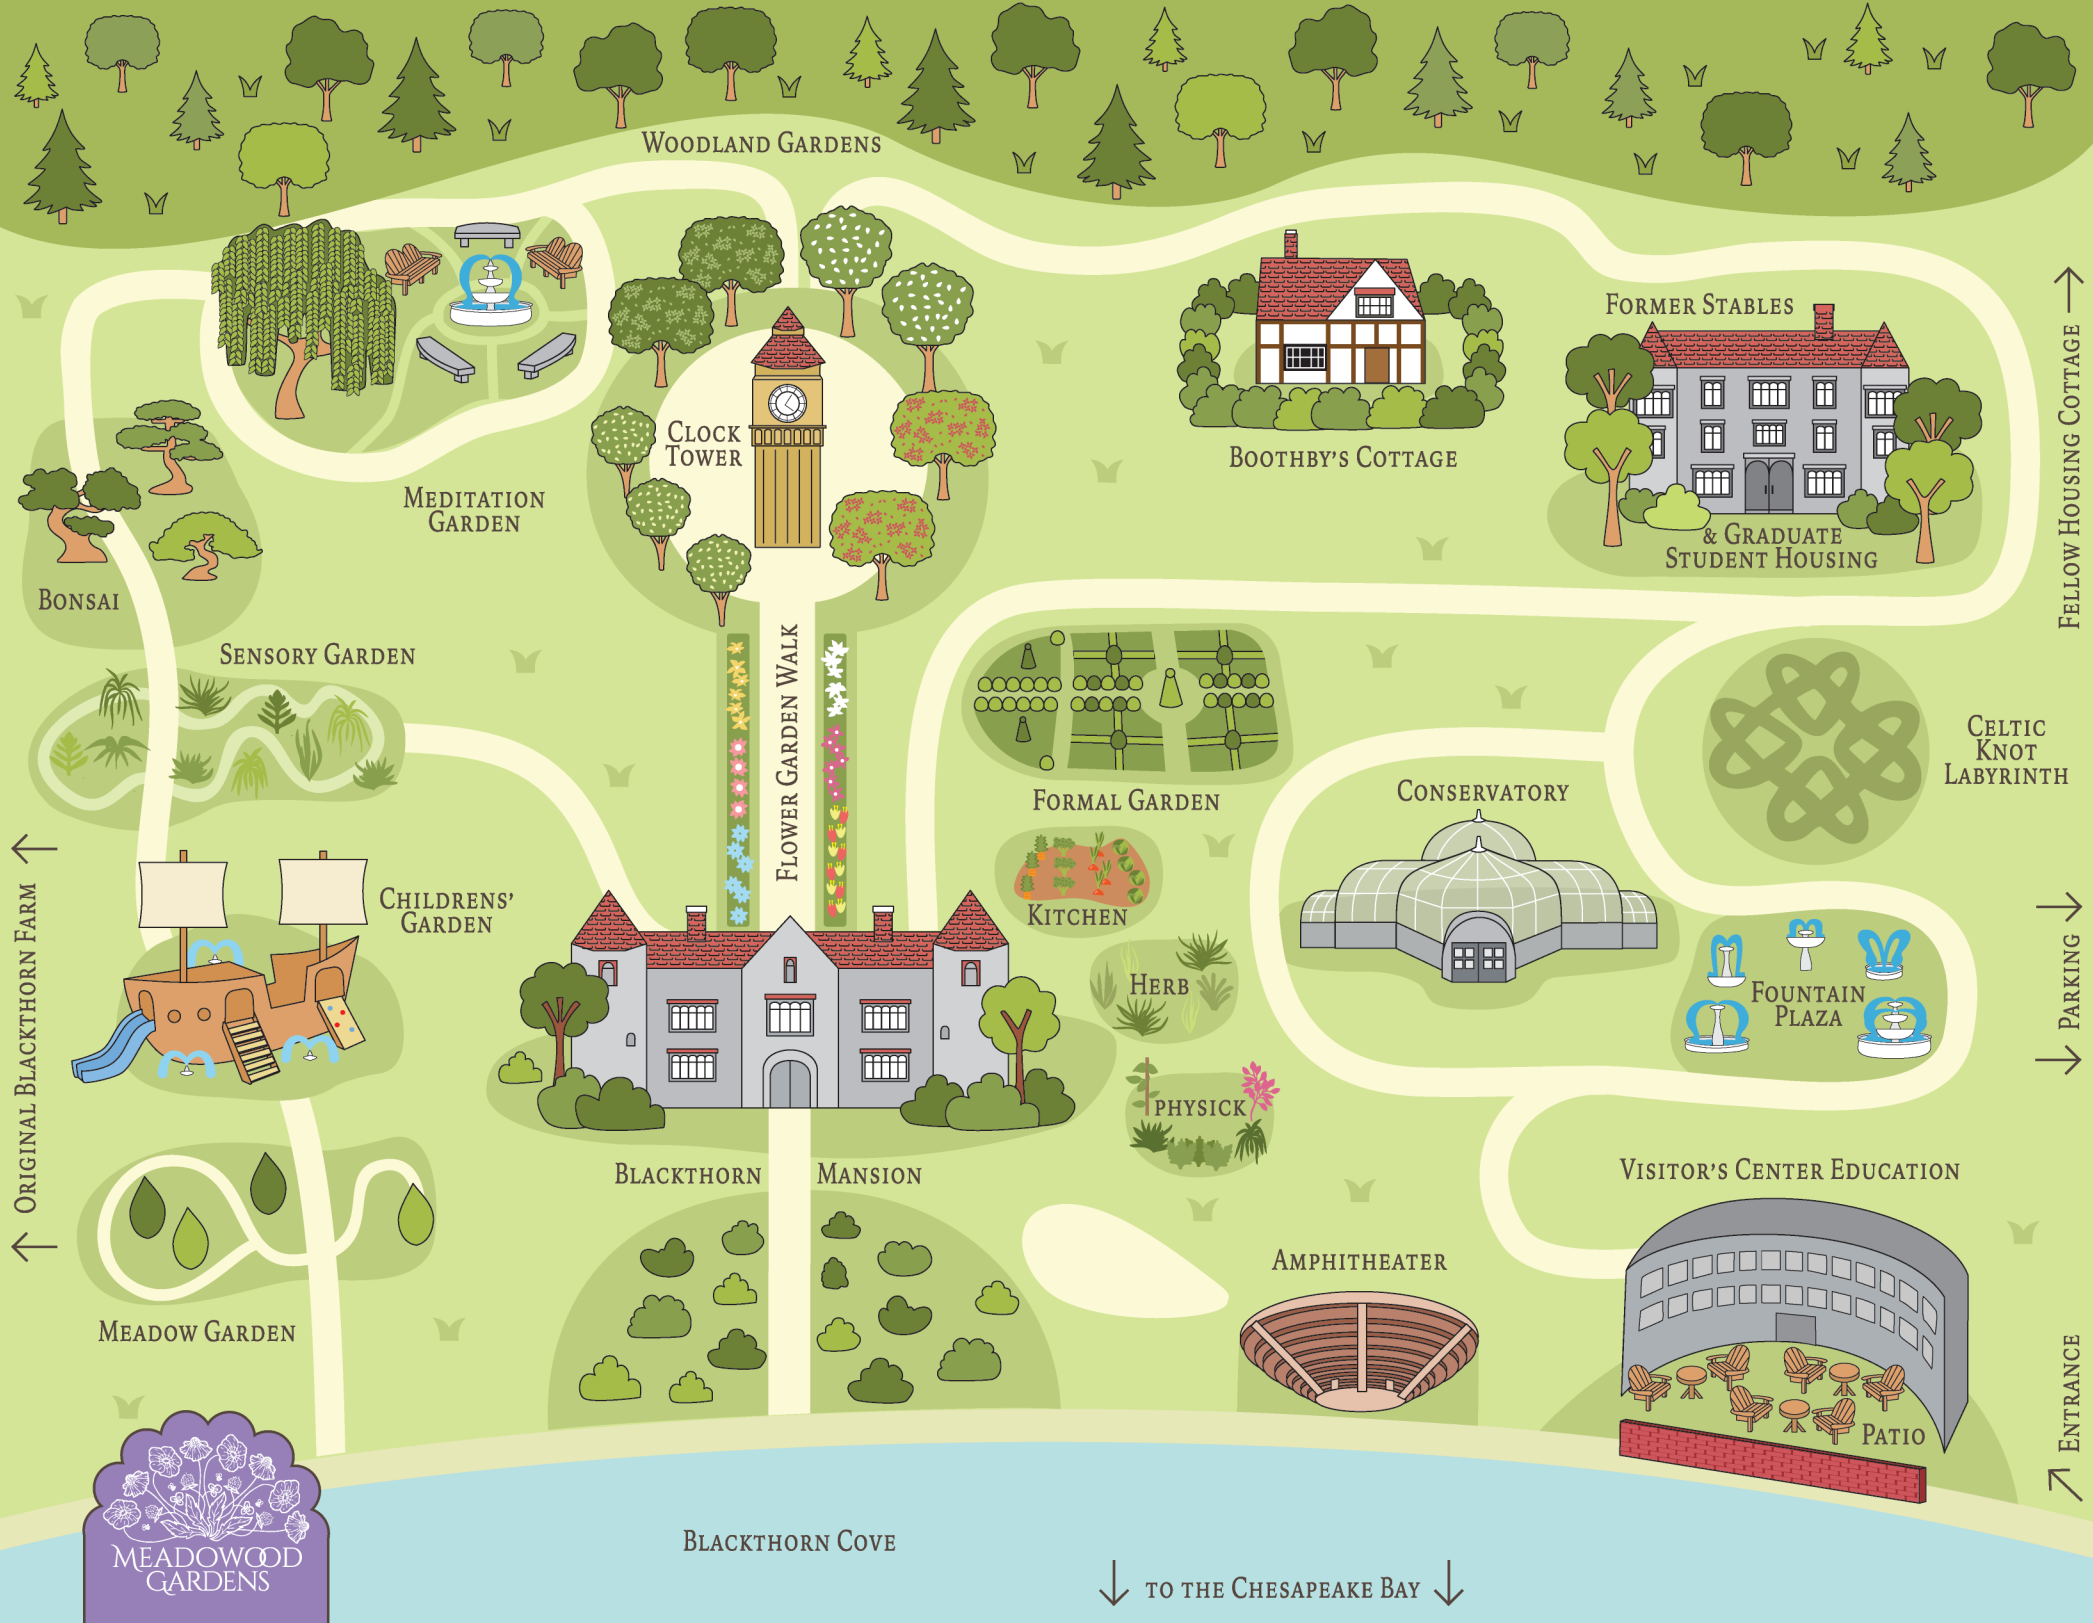 Woodland Gardens
Former Stables
& Graduate
Student Housing
Fellow Housing Cottage
Clock
Tower
Boothby's Cottage
Meditation
Garden
Bonsai
Sensory Garden
Flower Garden Walk
Formal Garden
Celtic
Knot
Labyrinth
Conservatory
Kitchen
Childrens'
Garden
Original Blackthorn Farm
Herb
Fountain
Plaza
Parking
Physick
Blackthorn Mansion
Visitor's Center Education
Amphitheater
Meadow Garden
Patio
Entrance
Meadowood
Gardens
Blackthorn Cove
to the Chesapeake Bay